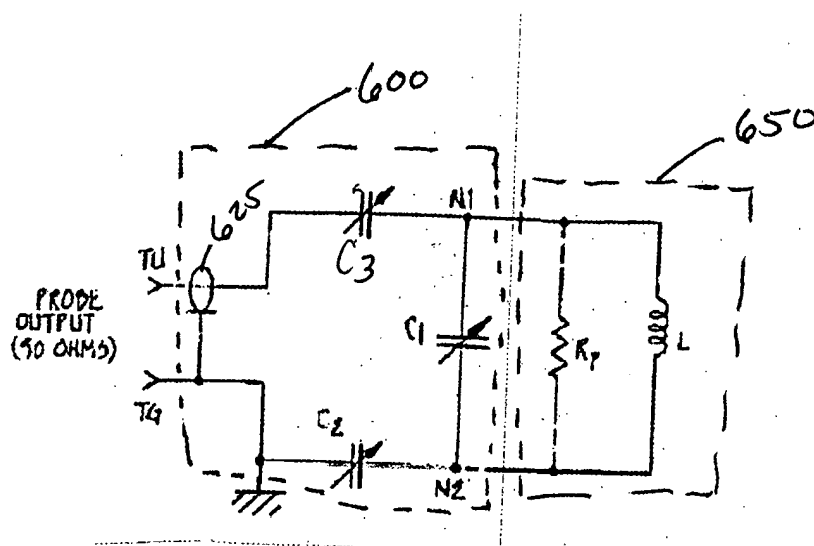 600
650
625
N1
TU
C3
PROBE
OUTPUT
(50 OHMS)
C1
Rp
L
TG
C2
N2